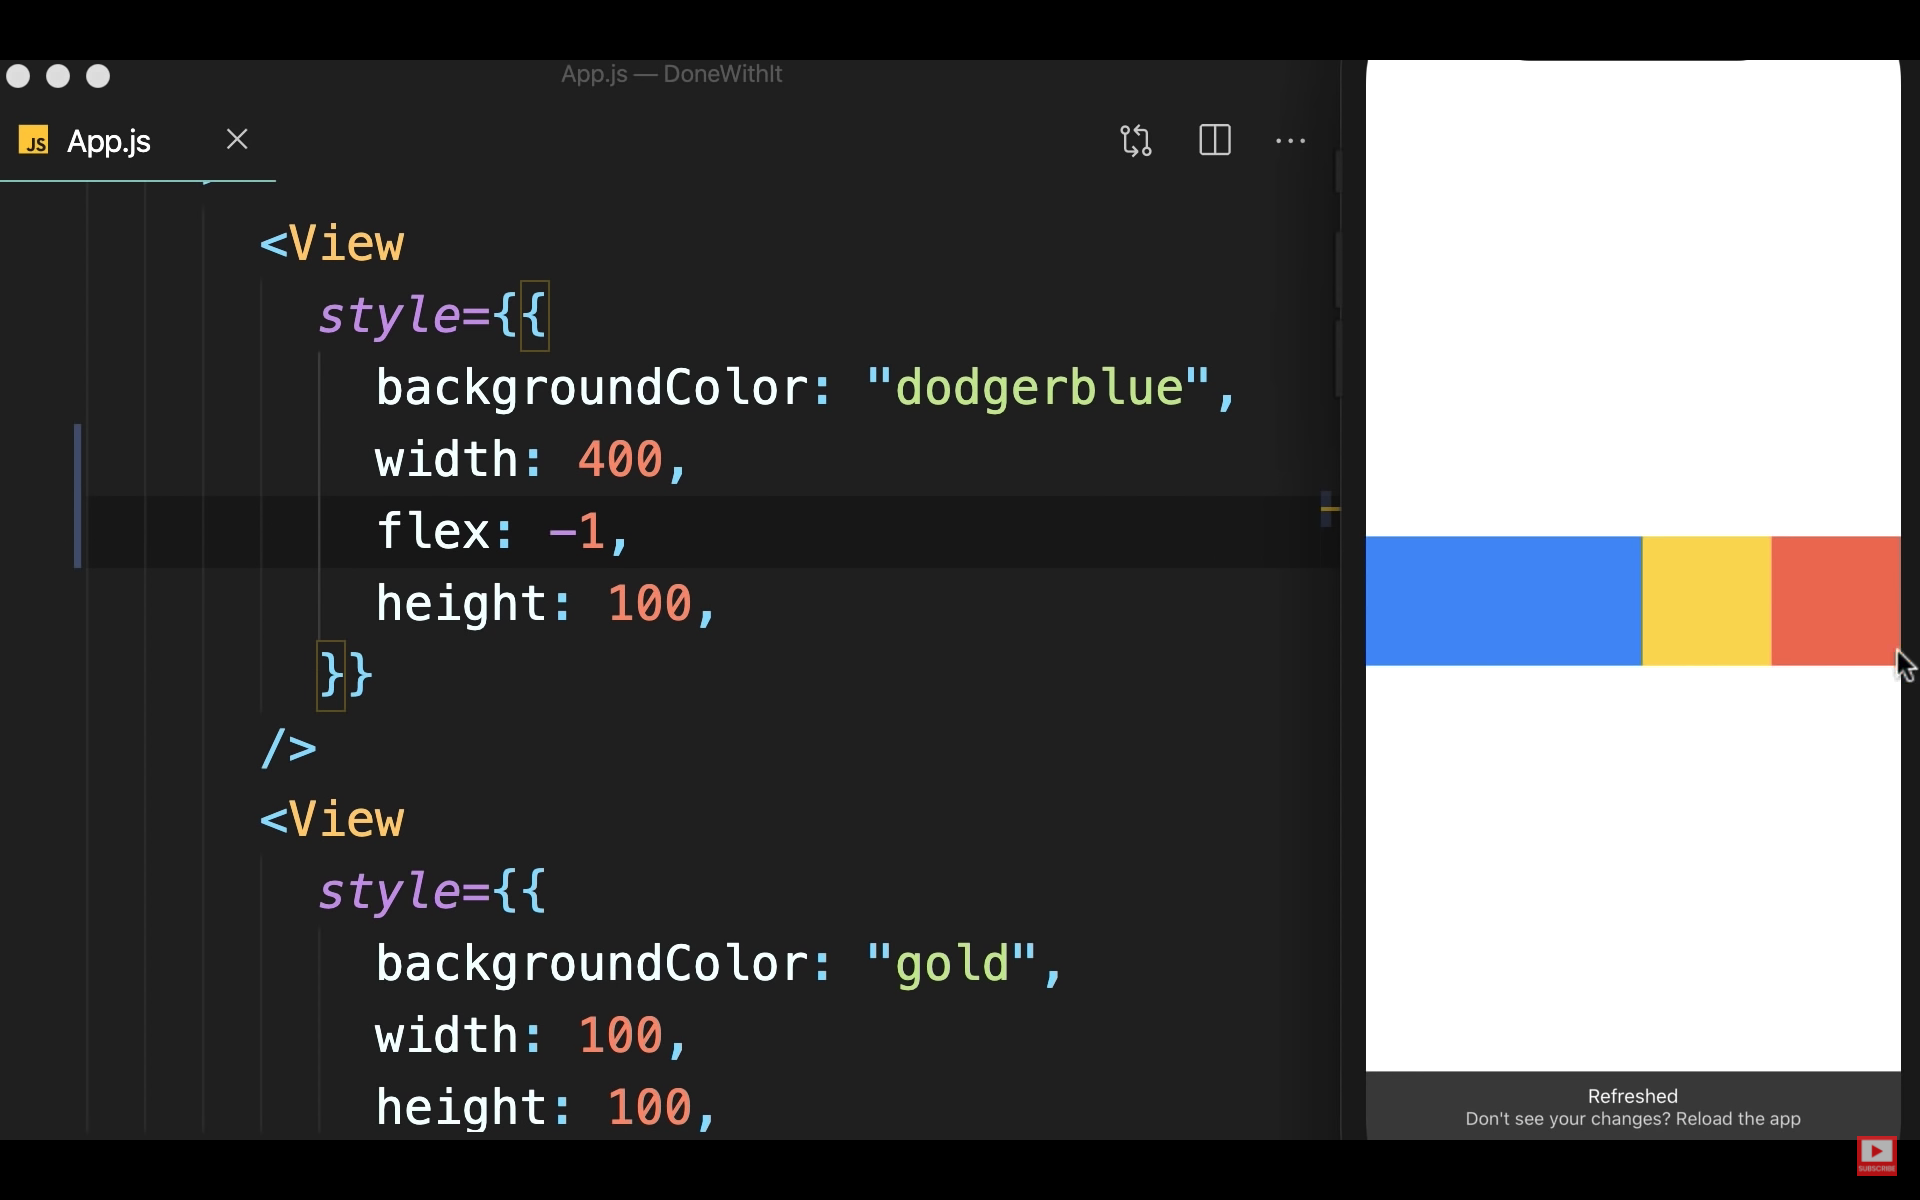 App.js — DoneWithIt
JS App.js
<View
style={{
backgroundColor: "dodgerblue",
width: 400,
flex: -1,
height: 100,
}}
/>
<View
style={{
backgroundColor: "gold",
width: 100,
height: 100,
Refreshed
Don't see your changes? Reload the app
SUBSCRIBE